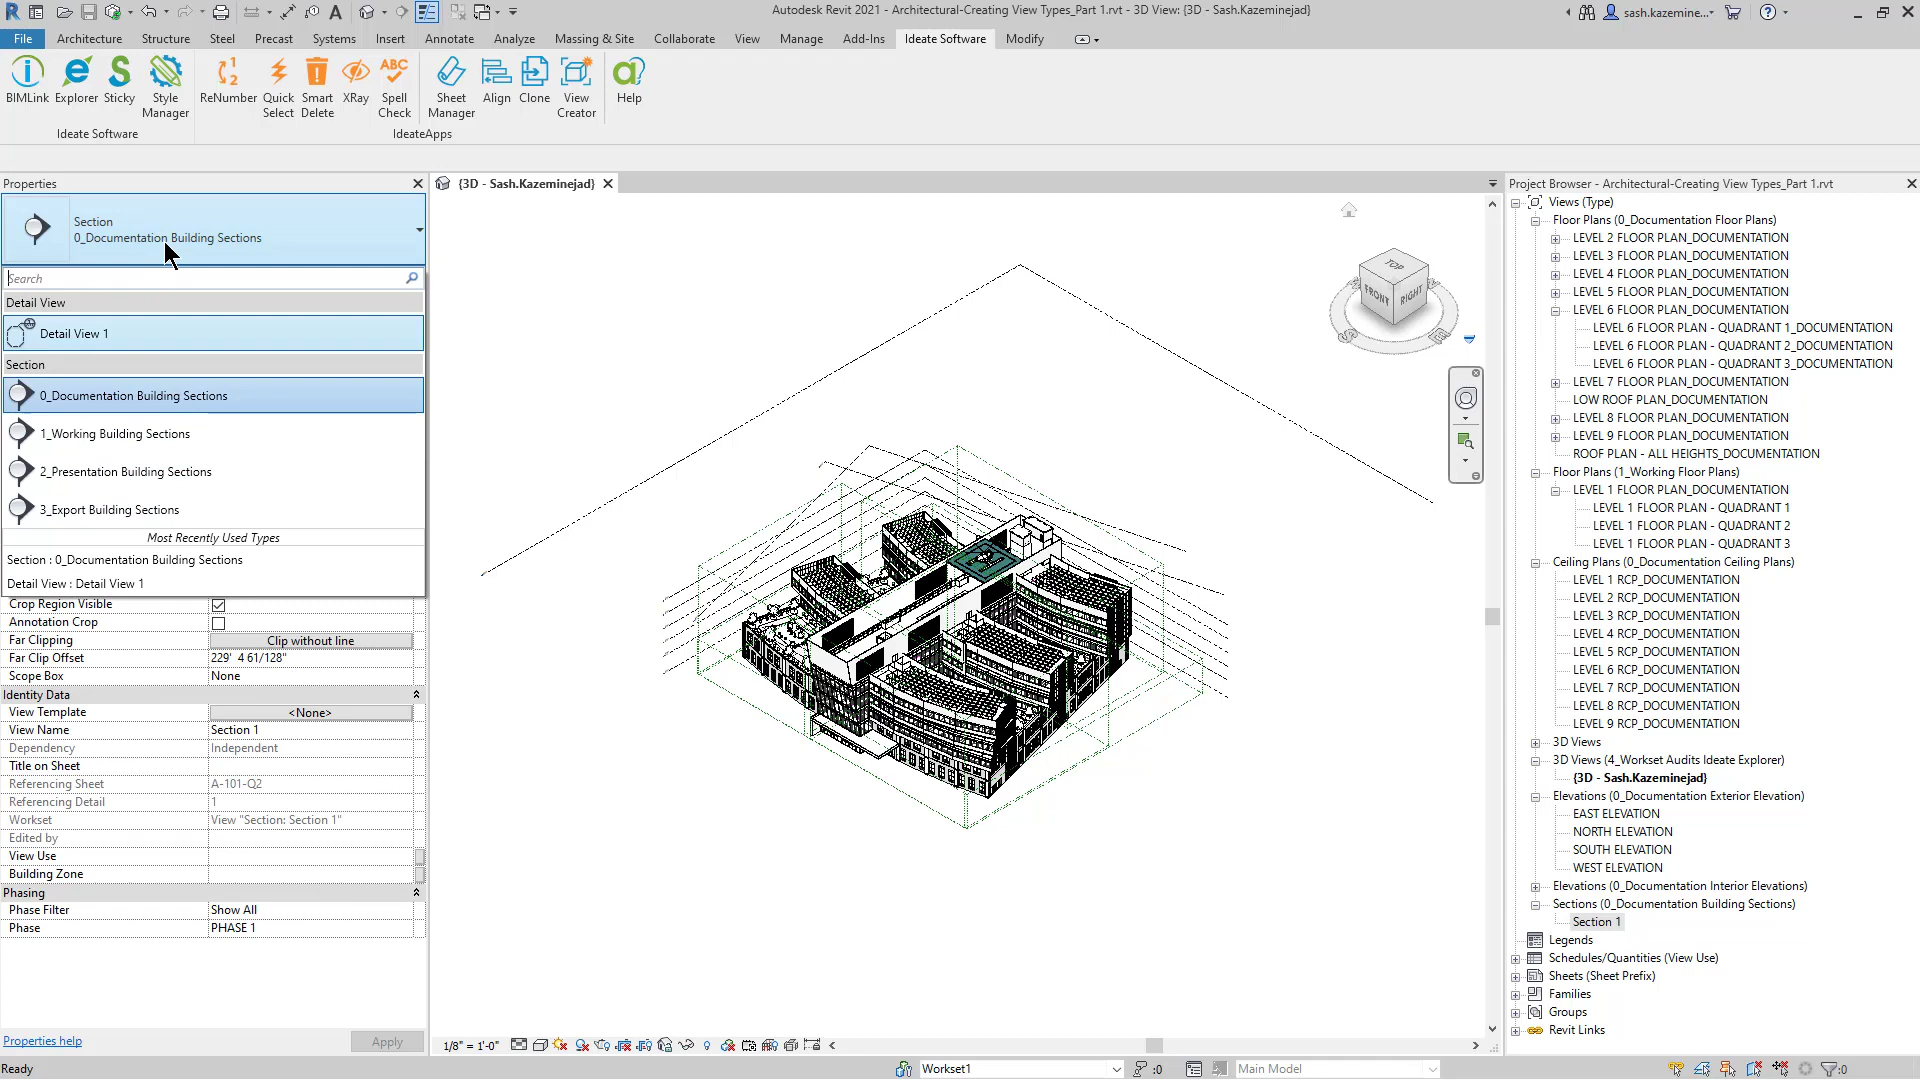 Autodesk Revit 2021 - Architectural-Creating View Types_Part 1.rvt - 3D View: {3D - Sash.Kazeminejad}
sash.kazemine...
File Architecture Structure Steel Precast Systems Insert Annotate Analyze Massing & Site Collaborate View Manage Add-Ins Ideate Software Modify
BIMLink Explorer Sticky Style Manager ReNumber Quick Select Smart Delete XRay Spell Check Sheet Manager Align Clone View Creator Help
Ideate Software IdeateApps
Properties
Section
0_Documentation Building Sections
Search
Detail View
Detail View 1
Section
0_Documentation Building Sections
1_Working Building Sections
2_Presentation Building Sections
3_Export Building Sections
Most Recently Used Types
Section : 0_Documentation Building Sections
Detail View : Detail View 1
Crop Region Visible
Annotation Crop
Far Clipping Clip without line
Far Clip Offset 229' 4 61/128"
Scope Box None
Identity Data
View Template <None>
View Name Section 1
Dependency Independent
Title on Sheet
Referencing Sheet A-101-Q2
Referencing Detail 1
Workset View "Section: Section 1"
Edited by
View Use
Building Zone
Phasing
Phase Filter Show All
Phase PHASE 1
Properties help Apply
{3D - Sash.Kazeminejad}
TOP
FRONT RIGHT
S E
1/8" = 1'-0"
Project Browser - Architectural-Creating View Types_Part 1.rvt
Views (Type)
Floor Plans (0_Documentation Floor Plans)
LEVEL 2 FLOOR PLAN_DOCUMENTATION
LEVEL 3 FLOOR PLAN_DOCUMENTATION
LEVEL 4 FLOOR PLAN_DOCUMENTATION
LEVEL 5 FLOOR PLAN_DOCUMENTATION
LEVEL 6 FLOOR PLAN_DOCUMENTATION
LEVEL 6 FLOOR PLAN - QUADRANT 1_DOCUMENTATION
LEVEL 6 FLOOR PLAN - QUADRANT 2_DOCUMENTATION
LEVEL 6 FLOOR PLAN - QUADRANT 3_DOCUMENTATION
LEVEL 7 FLOOR PLAN_DOCUMENTATION
LOW ROOF PLAN_DOCUMENTATION
LEVEL 8 FLOOR PLAN_DOCUMENTATION
LEVEL 9 FLOOR PLAN_DOCUMENTATION
ROOF PLAN - ALL HEIGHTS_DOCUMENTATION
Floor Plans (1_Working Floor Plans)
LEVEL 1 FLOOR PLAN_DOCUMENTATION
LEVEL 1 FLOOR PLAN - QUADRANT 1
LEVEL 1 FLOOR PLAN - QUADRANT 2
LEVEL 1 FLOOR PLAN - QUADRANT 3
Ceiling Plans (0_Documentation Ceiling Plans)
LEVEL 1 RCP_DOCUMENTATION
LEVEL 2 RCP_DOCUMENTATION
LEVEL 3 RCP_DOCUMENTATION
LEVEL 4 RCP_DOCUMENTATION
LEVEL 5 RCP_DOCUMENTATION
LEVEL 6 RCP_DOCUMENTATION
LEVEL 7 RCP_DOCUMENTATION
LEVEL 8 RCP_DOCUMENTATION
LEVEL 9 RCP_DOCUMENTATION
3D Views
3D Views (4_Workset Audits Ideate Explorer)
{3D - Sash.Kazeminejad}
Elevations (0_Documentation Exterior Elevation)
EAST ELEVATION
NORTH ELEVATION
SOUTH ELEVATION
WEST ELEVATION
Elevations (0_Documentation Interior Elevations)
Sections (0_Documentation Building Sections)
Section 1
Legends
Schedules/Quantities (View Use)
Sheets (Sheet Prefix)
Families
Groups
Revit Links
Ready Workset1 :0 Main Model :0